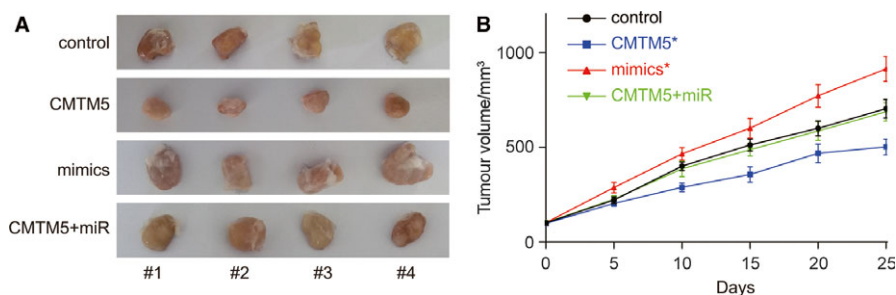 A
control
CMTM5
mimics
CMTM5+miR
#1 #2 #3 #4
B
Tumour volume/mm³
1000
500
0
0 5 10 15 20 25
Days
control
CMTM5*
mimics*
CMTM5+miR